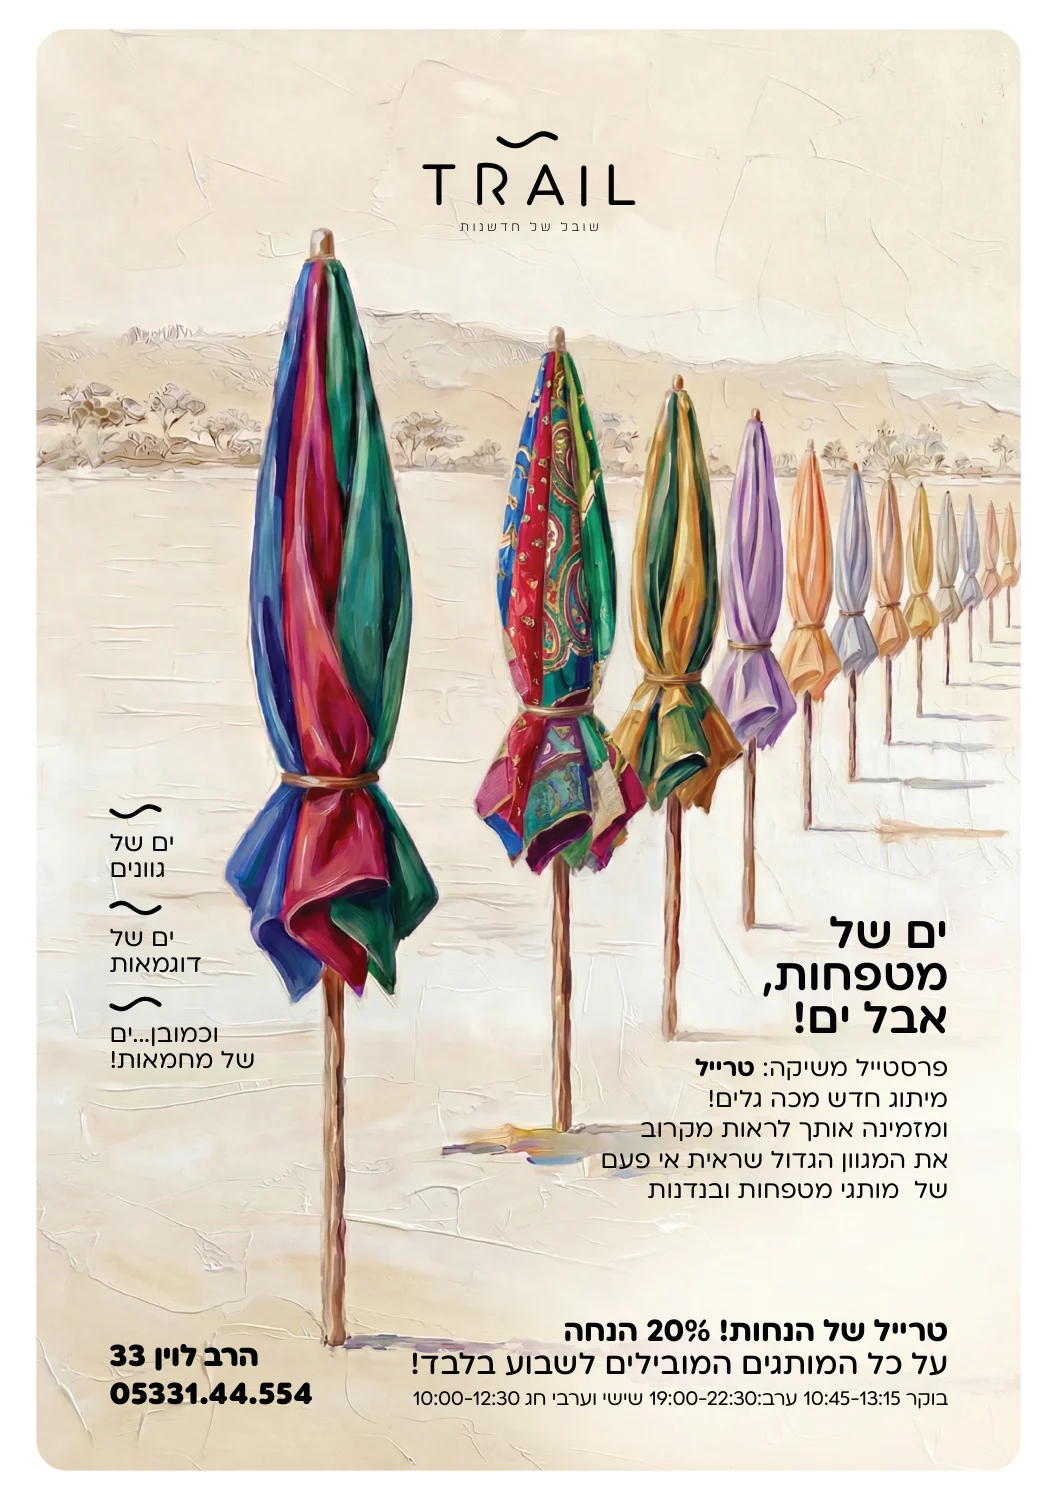 TRAIL
שובל של חדשנות
ים של
מטפחות,
אבל ים!
פרסטייל משיקה: טרייל
מיתוג חדש מכה גלים!
ומזמינה אותך לראות מקרוב
את המגוון הגדול שראית אי פעם
של מותגי מטפחות ובנדנות
ים של
גוונים
ים של
דוגמאות
וכמובן...ים
של מחמאות!
טרייל של הנחות! 20% הנחה
על כל המותגים המובילים לשבוע בלבד!
בוקר 10:45-13:15 ערב:19:00-22:30 שישי וערבי חג 10:00-12:30
הרב לוין 33
05331.44.554